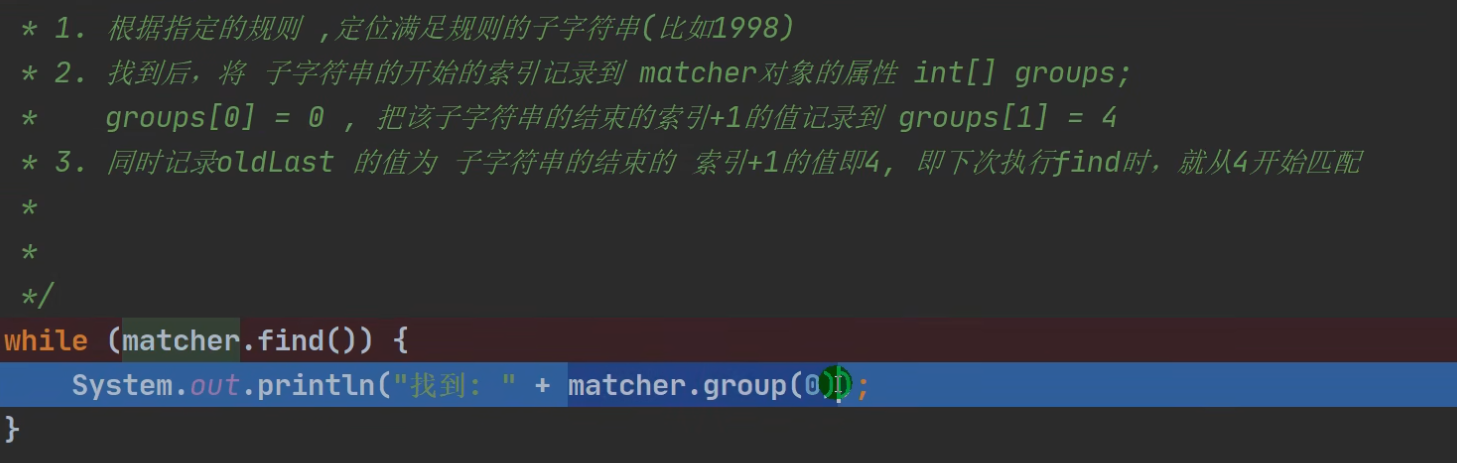 * 1. 根据指定的规则 ,定位满足规则的子字符串(比如1998)
* 2. 找到后，将 子字符串的开始的索引记录到 matcher对象的属性 int[] groups;
*    groups[0] = 0 , 把该子字符串的结束的索引+1的值记录到 groups[1] = 4
* 3. 同时记录oldLast 的值为 子字符串的结束的 索引+1的值即4, 即下次执行find时，就从4开始匹配
*
*
*/
while (matcher.find()) {
    System.out.println("找到: " + matcher.group(0));
}